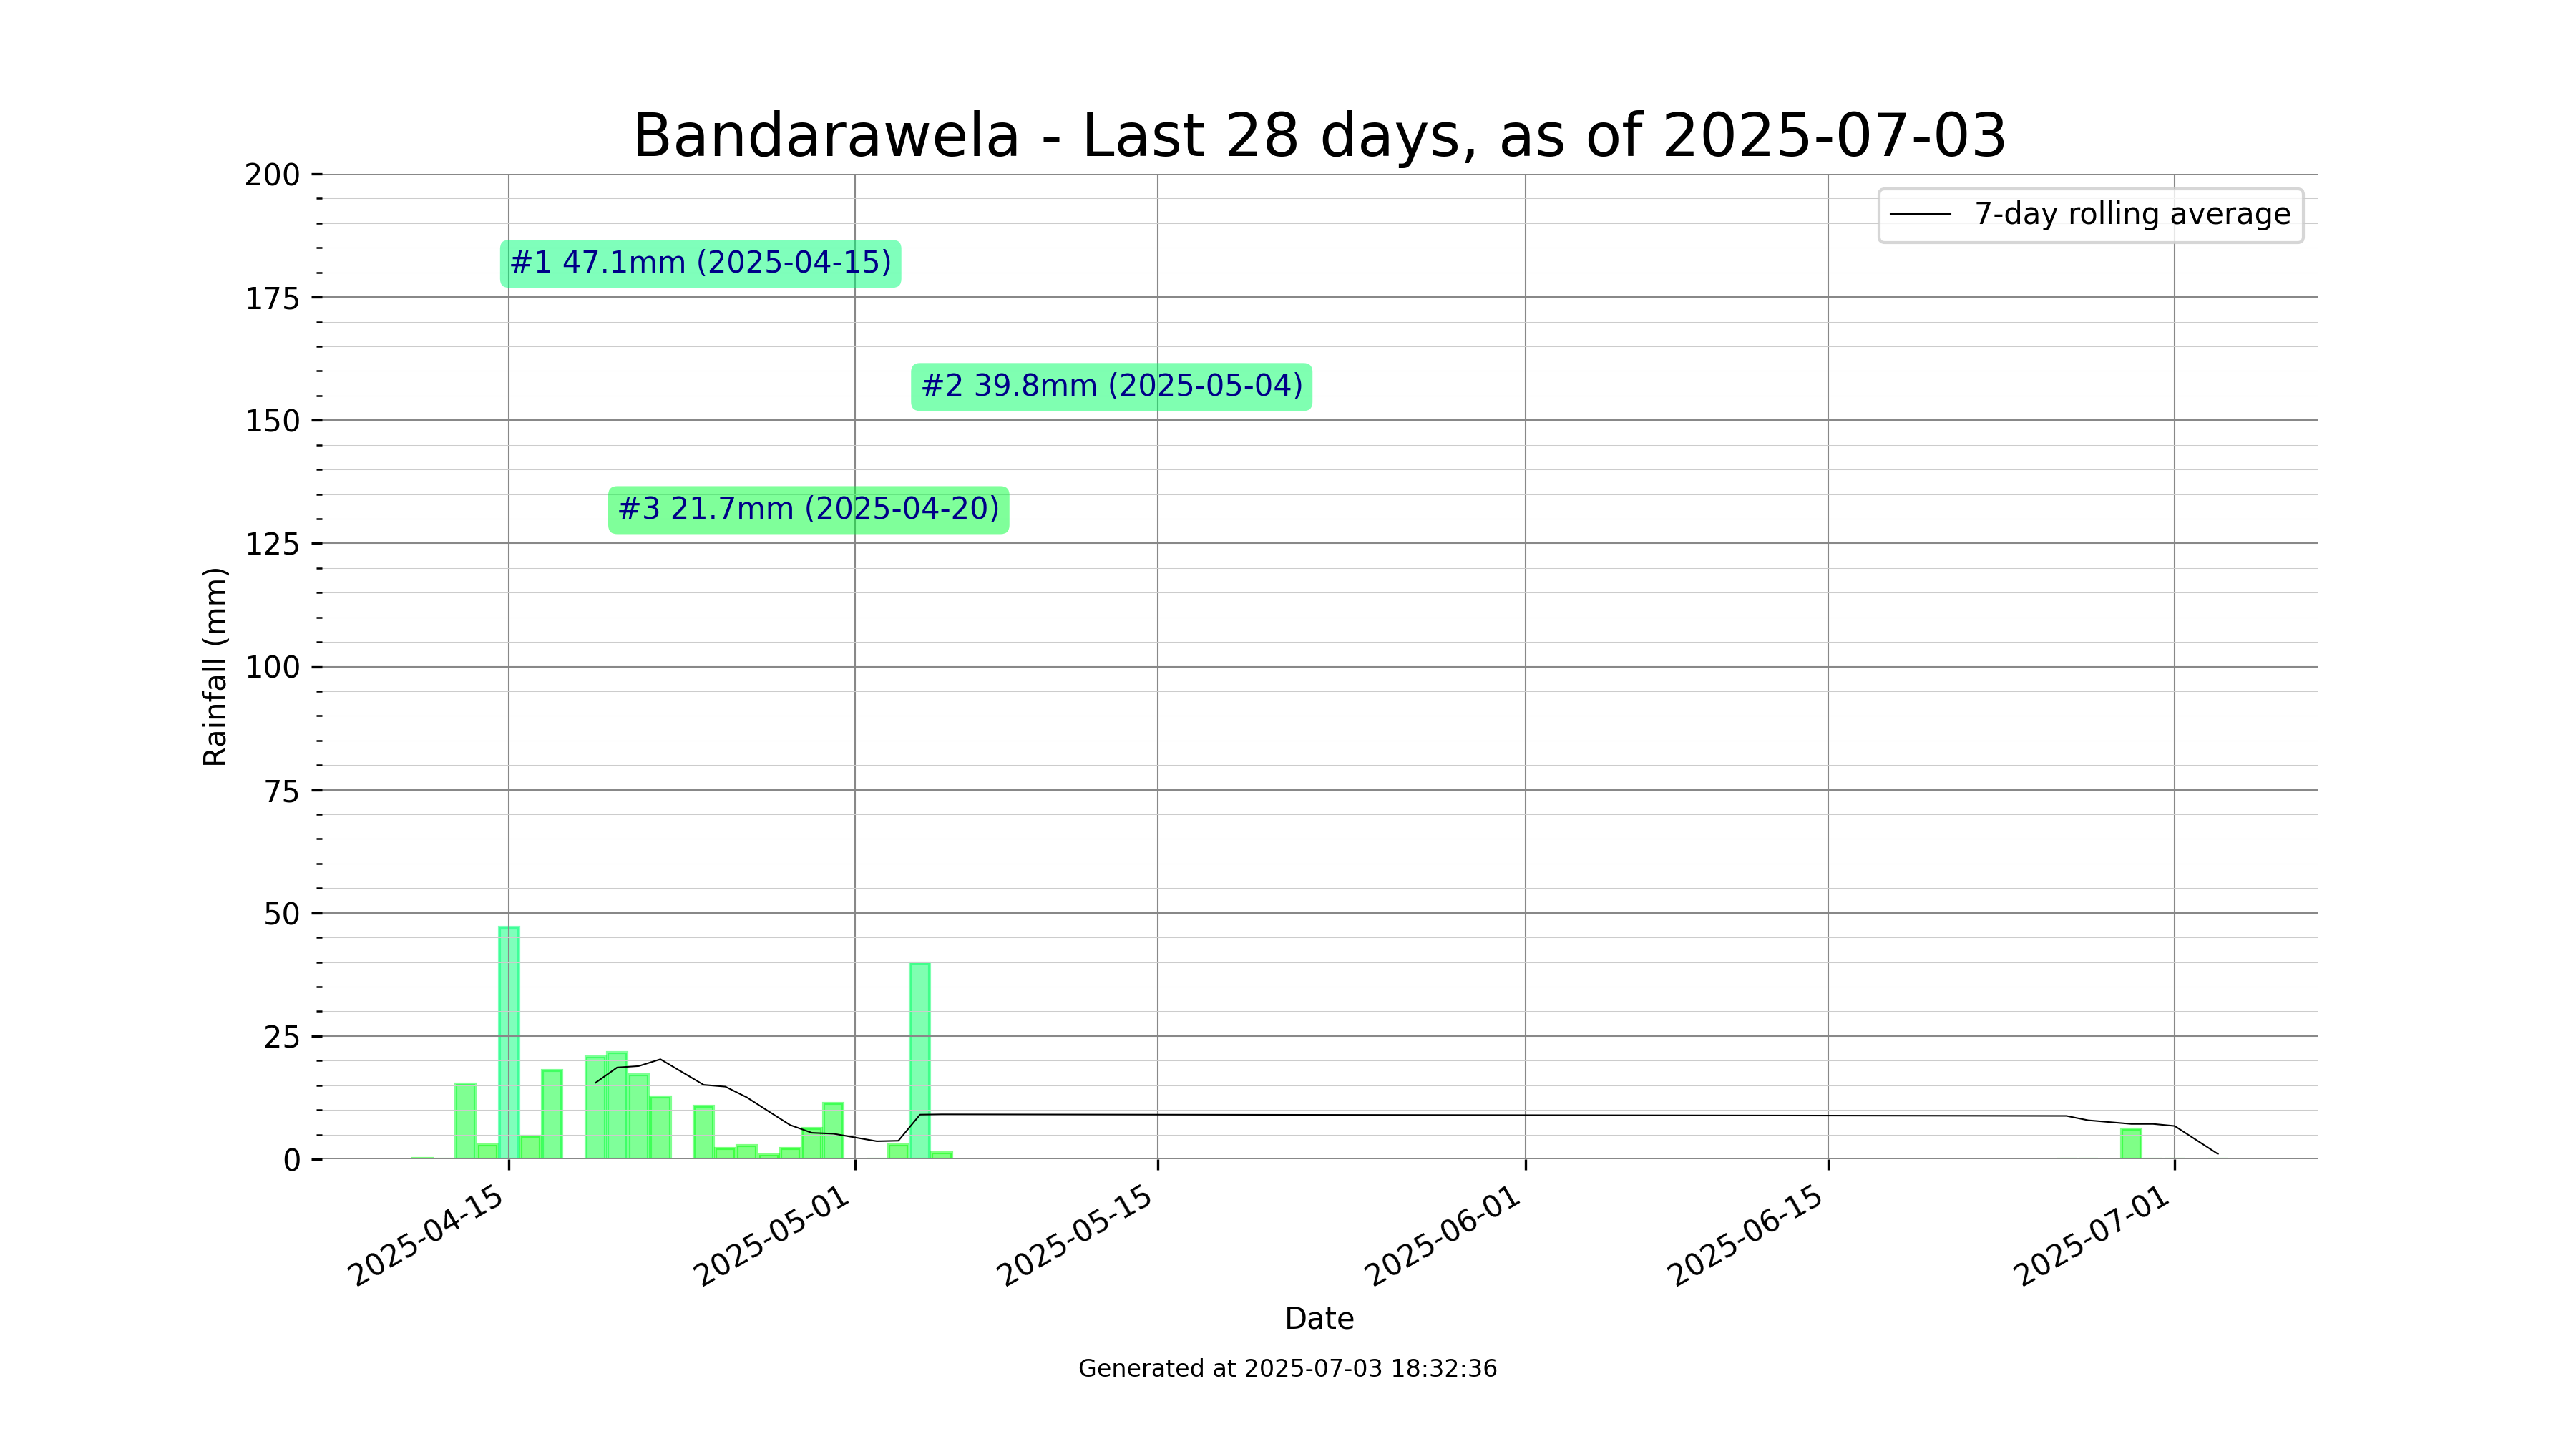 Bandarawela - Last 28 days, as of 2025-07-03
200
175
150
125
100
75
50
25
0
Rainfall (mm)
7-day rolling average
#1 47.1mm (2025-04-15)
#2 39.8mm (2025-05-04)
#3 21.7mm (2025-04-20)
2025-04-15
2025-05-01
2025-05-15
2025-06-01
2025-06-15
2025-07-01
Date
Generated at 2025-07-03 18:32:36